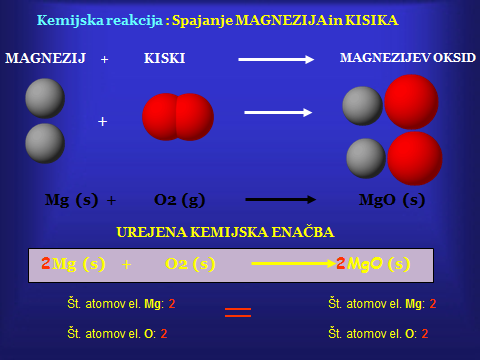 Kemijska reakcija : Spajanje MAGNEZIJA in KISIKA
MAGNEZIJ + KISKI MAGNEZIJEV OKSID
+
Mg (s) + O2 (g) MgO (s)
UREJENA KEMIJSKA ENAČBA
2Mg (s) + O2 (s) 2MgO (s)
Št. atomov el. Mg: 2 Št. atomov el. Mg: 2
=
Št. atomov el. O: 2 Št. atomov el. O: 2